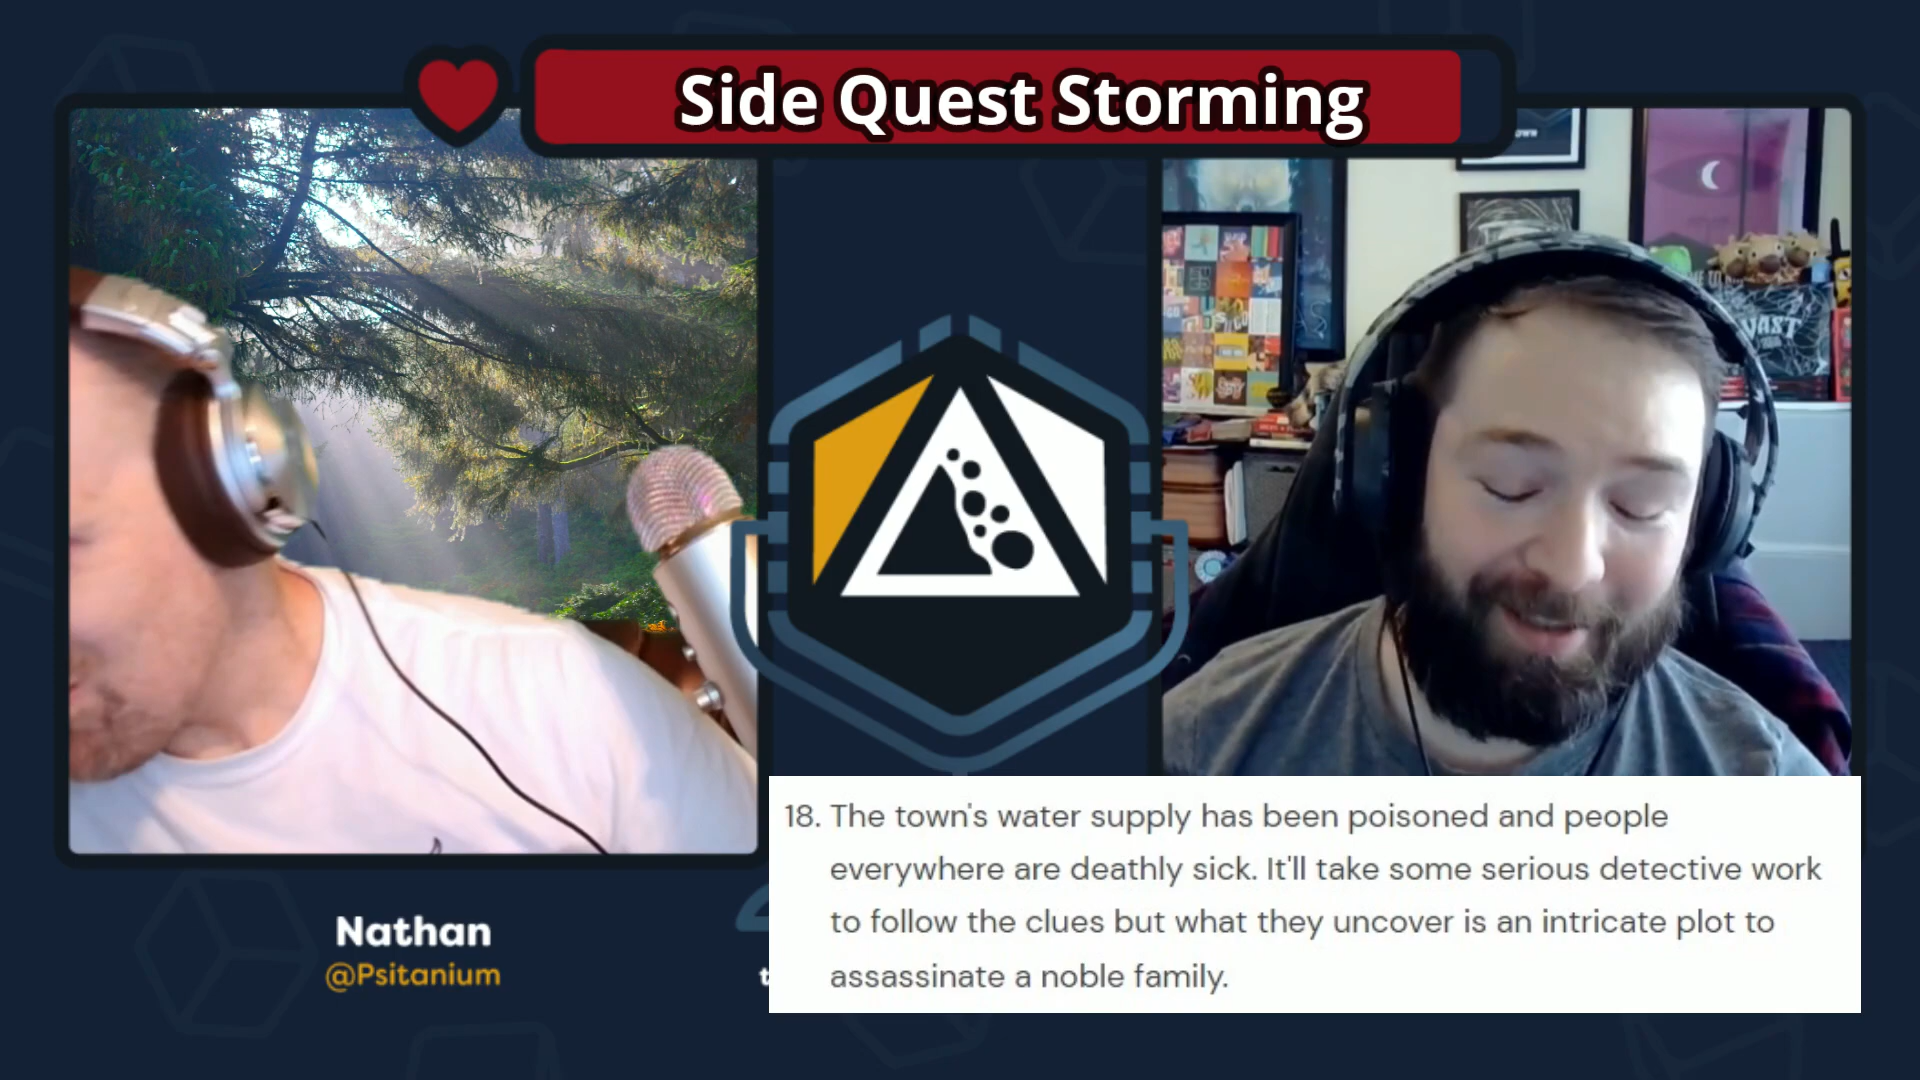 Side Quest Storming
Nathan
@Psitanium
18. The town's water supply has been poisoned and people
everywhere are deathly sick. It'll take some serious detective work
to follow the clues but what they uncover is an intricate plot to
assassinate a noble family.